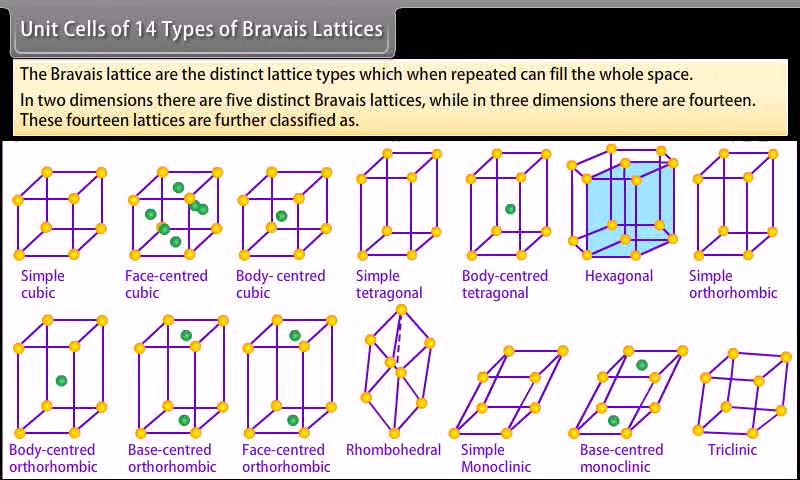 Unit Cells of 14 Types of Bravais Lattices
The Bravais lattice are the distinct lattice types which when repeated can fill the whole space.
In two dimensions there are five distinct Bravais lattices, while in three dimensions there are fourteen.
These fourteen lattices are further classified as.
Simple
cubic
Face-centred
cubic
Body- centred
cubic
Simple
tetragonal
Body-centred
tetragonal
Hexagonal
Simple
orthorhombic
Body-centred
orthorhombic
Base-centred
orthorhombic
Face-centred
orthorhombic
Rhombohedral
Simple
Monoclinic
Base-centred
monoclinic
Triclinic